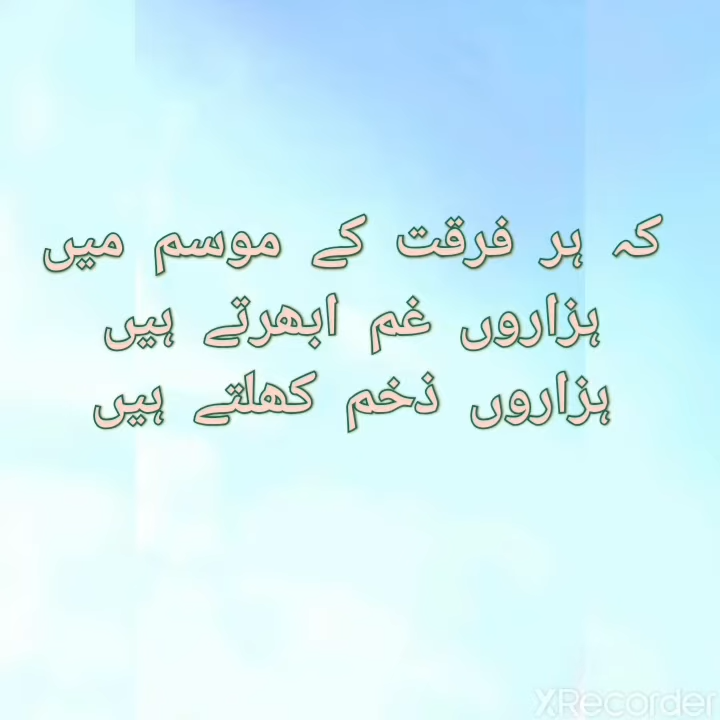 کہ ہر فرقت کے موسم میں
ہزاروں غم ابھرتے ہیں
ہزاروں ذخم کھلتے ہیں
XRecorder